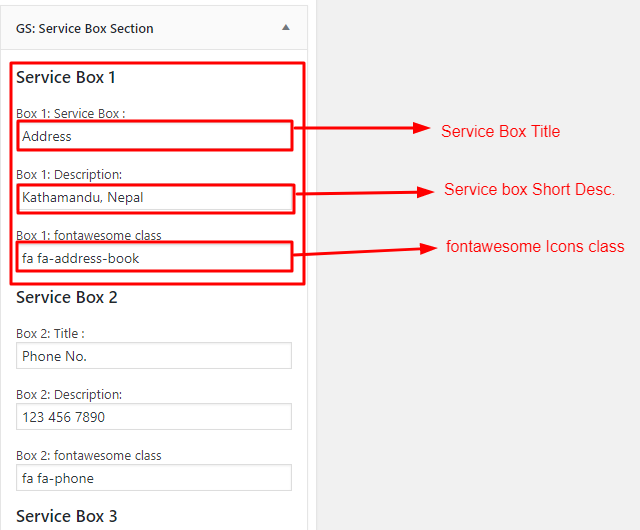 GS: Service Box Section
Service Box 1
Box 1: Service Box :
Address
Service Box Title
Box 1: Description:
Kathamandu, Nepal
Service box Short Desc.
Box 1: fontawesome class
fa fa-address-book
fontawesome Icons class
Service Box 2
Box 2: Title :
Phone No.
Box 2: Description:
123 456 7890
Box 2: fontawesome class
fa fa-phone
Service Box 3